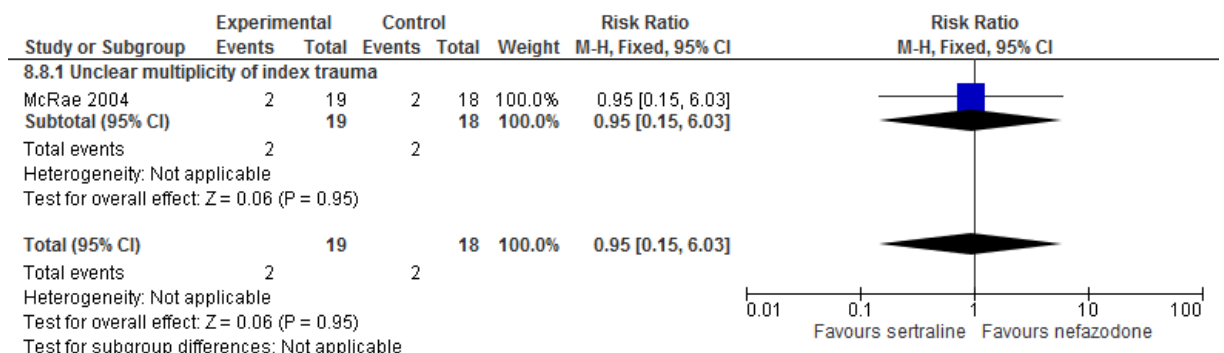 Experimental Control Risk Ratio Risk Ratio
Study or Subgroup Events Total Events Total Weight M-H, Fixed, 95% CI M-H, Fixed, 95% CI
8.8.1 Unclear multiplicity of index trauma
McRae 2004 2 19 2 18 100.0% 0.95 [0.15, 6.03]
Subtotal (95% CI) 19 18 100.0% 0.95 [0.15, 6.03]
Total events 2 2
Heterogeneity: Not applicable
Test for overall effect: Z = 0.06 (P = 0.95)
Total (95% CI) 19 18 100.0% 0.95 [0.15, 6.03]
Total events 2 2
Heterogeneity: Not applicable
Test for overall effect: Z = 0.06 (P = 0.95)
Test for subgroup differences: Not applicable
0.01 0.1 1 10 100
Favours sertraline Favours nefazodone